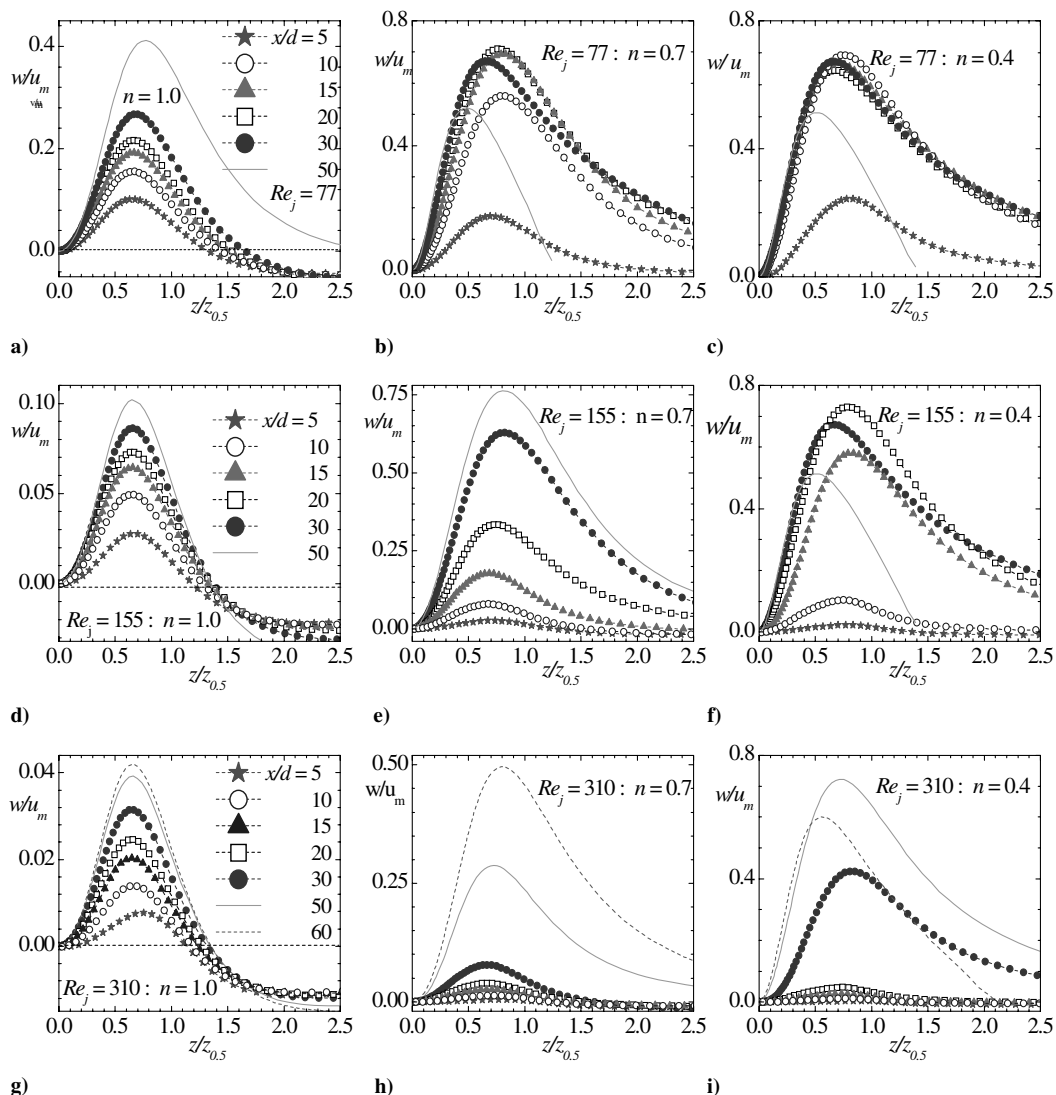 0.4
0.2
0.0
w/u_m
n = 1.0
x/d = 5
10
15
20
30
50
Re_j = 77
0.0 0.5 1.0 1.5 2.0 2.5
z/z_0.5
a)
0.8
0.6
0.4
0.2
0.0
w/u_m
Re_j = 77 : n = 0.7
0.0 0.5 1.0 1.5 2.0 2.5
z/z_0.5
b)
0.8
0.4
0.0
w/u_m
Re_j = 77 : n = 0.4
0.0 0.5 1.0 1.5 2.0 2.5
z/z_0.5
c)
0.10
0.05
0.00
w/u_m
x/d = 5
10
15
20
30
50
Re_j = 155 : n = 1.0
0.0 0.5 1.0 1.5 2.0 2.5
z/z_0.5
d)
0.75
0.50
0.25
0.00
w/u_m
Re_j = 155 : n = 0.7
0.0 0.5 1.0 1.5 2.0 2.5
z/z_0.5
e)
0.8
0.4
0.0
w/u_m
Re_j = 155 : n = 0.4
0.0 0.5 1.0 1.5 2.0 2.5
z/z_0.5
f)
0.04
0.02
0.00
w/u_m
x/d = 5
10
15
20
30
50
60
Re_j = 310 : n = 1.0
0.0 0.5 1.0 1.5 2.0 2.5
z/z_0.5
g)
0.50
0.25
0.00
w/u_m
Re_j = 310 : n = 0.7
0.0 0.5 1.0 1.5 2.0 2.5
z/z_0.5
h)
0.8
0.4
0.0
w/u_m
Re_j = 310 : n = 0.4
0.0 0.5 1.0 1.5 2.0 2.5
z/z_0.5
i)